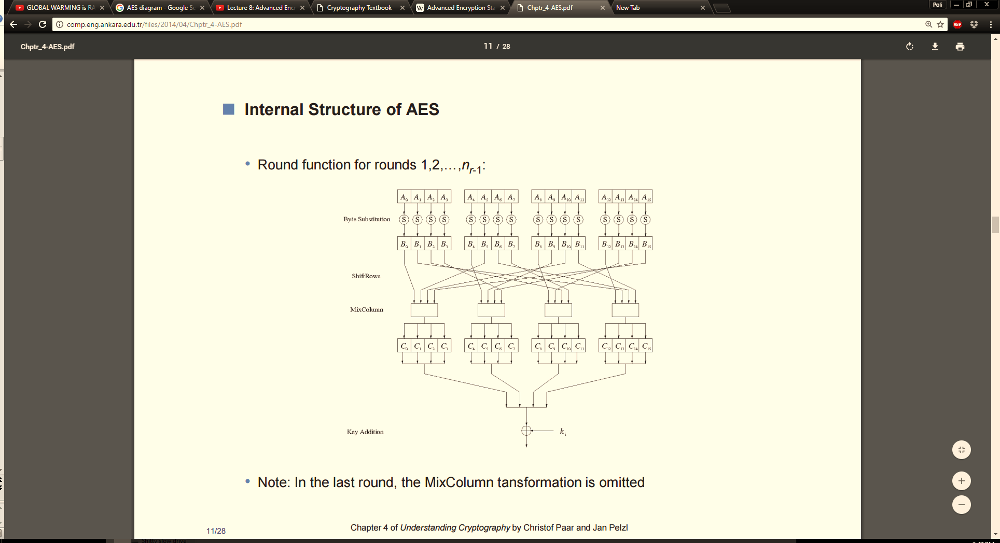 GLOBAL WARMING is RA
AES diagram - Google Se
Lecture 8: Advanced Enc
Cryptography Textbook
Advanced Encryption Sta
Chptr_4-AES.pdf
New Tab
Poli
comp.eng.ankara.edu.tr/files/2014/04/Chptr_4-AES.pdf
ABP
Chptr_4-AES.pdf
11 / 28
Internal Structure of AES
• Round function for rounds 1,2,…,nr-1:
A0 A1 A2 A3 A4 A5 A6 A7 A8 A9 A10 A11 A12 A13 A14 A15
Byte Substitution S S S S S S S S S S S S S S S S
B0 B1 B2 B3 B4 B5 B6 B7 B8 B9 B10 B11 B12 B13 B14 B15
ShiftRows
MixColumn
C0 C1 C2 C3 C4 C5 C6 C7 C8 C9 C10 C11 C12 C13 C14 C15
Key Addition ki
• Note: In the last round, the MixColumn tansformation is omitted
11/28
Chapter 4 of Understanding Cryptography by Christof Paar and Jan Pelzl
Shitty slow drive